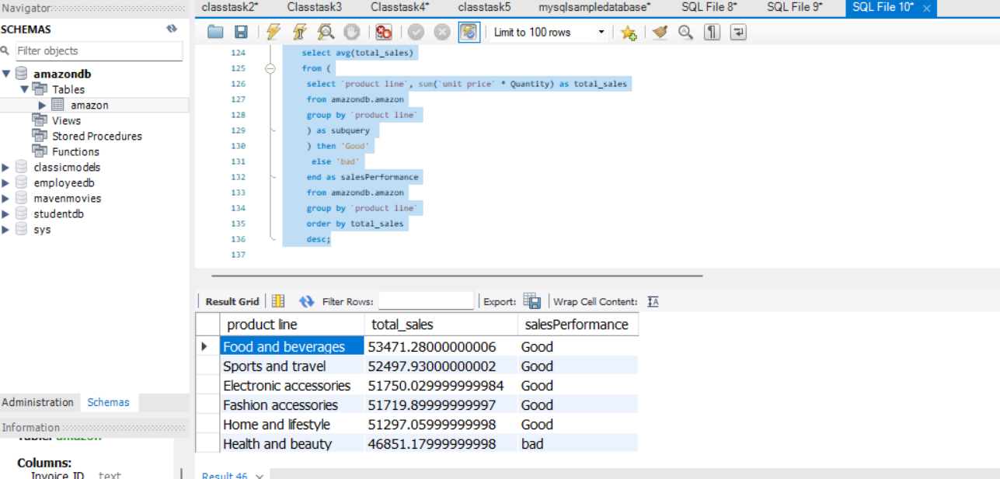 Navigator
classtask2* Classtask3 Classtask4* classtask5 mysqlsampledatabase* SQL File 8* SQL File 9* SQL File 10*
SCHEMAS
Filter objects
amazondb
Tables
amazon
Views
Stored Procedures
Functions
classicmodels
employeedb
mavenmovies
studentdb
sys
Administration Schemas
Information
Table: amazon
Columns:
Invoice ID text
Limit to 100 rows
124 select avg(total_sales)
125 from (
126 select `product line`, sum(`unit price` * Quantity) as total_sales
127 from amazondb.amazon
128 group by `product line`
129 ) as subquery
130 ) then 'Good'
131 else 'bad'
132 end as salesPerformance
133 from amazondb.amazon
134 group by `product line`
135 order by total_sales
136 desc;
137
Result Grid Filter Rows: Export: Wrap Cell Content:
product line total_sales salesPerformance
Food and beverages 53471.28000000006 Good
Sports and travel 52497.93000000002 Good
Electronic accessories 51750.029999999984 Good
Fashion accessories 51719.89999999997 Good
Home and lifestyle 51297.05999999998 Good
Health and beauty 46851.17999999998 bad
Result 46